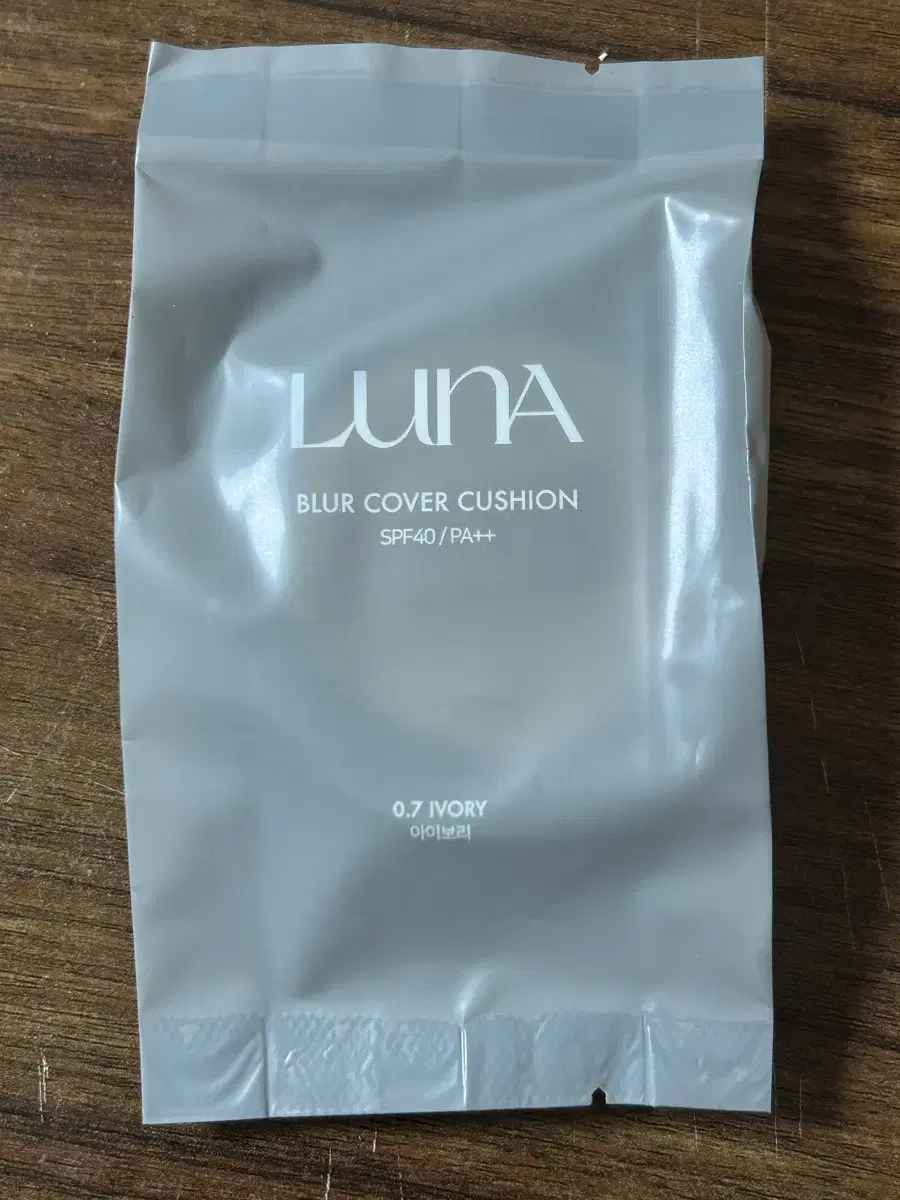 LUNA
BLUR COVER CUSHION
SPF40 / PA++
0.7 IVORY
아이보리